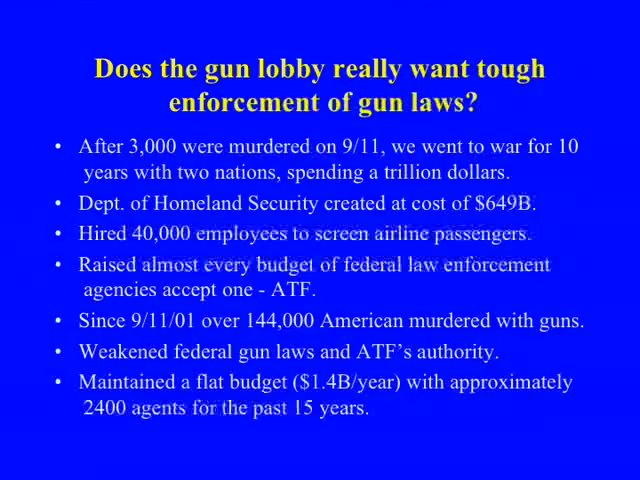 Does the gun lobby really want tough
enforcement of gun laws?
• After 3,000 were murdered on 9/11, we went to war for 10
years with two nations, spending a trillion dollars.
• Dept. of Homeland Security created at cost of $649B.
• Hired 40,000 employees to screen airline passengers.
• Raised almost every budget of federal law enforcement
agencies accept one - ATF.
• Since 9/11/01 over 144,000 American murdered with guns.
• Weakened federal gun laws and ATF's authority.
• Maintained a flat budget ($1.4B/year) with approximately
2400 agents for the past 15 years.